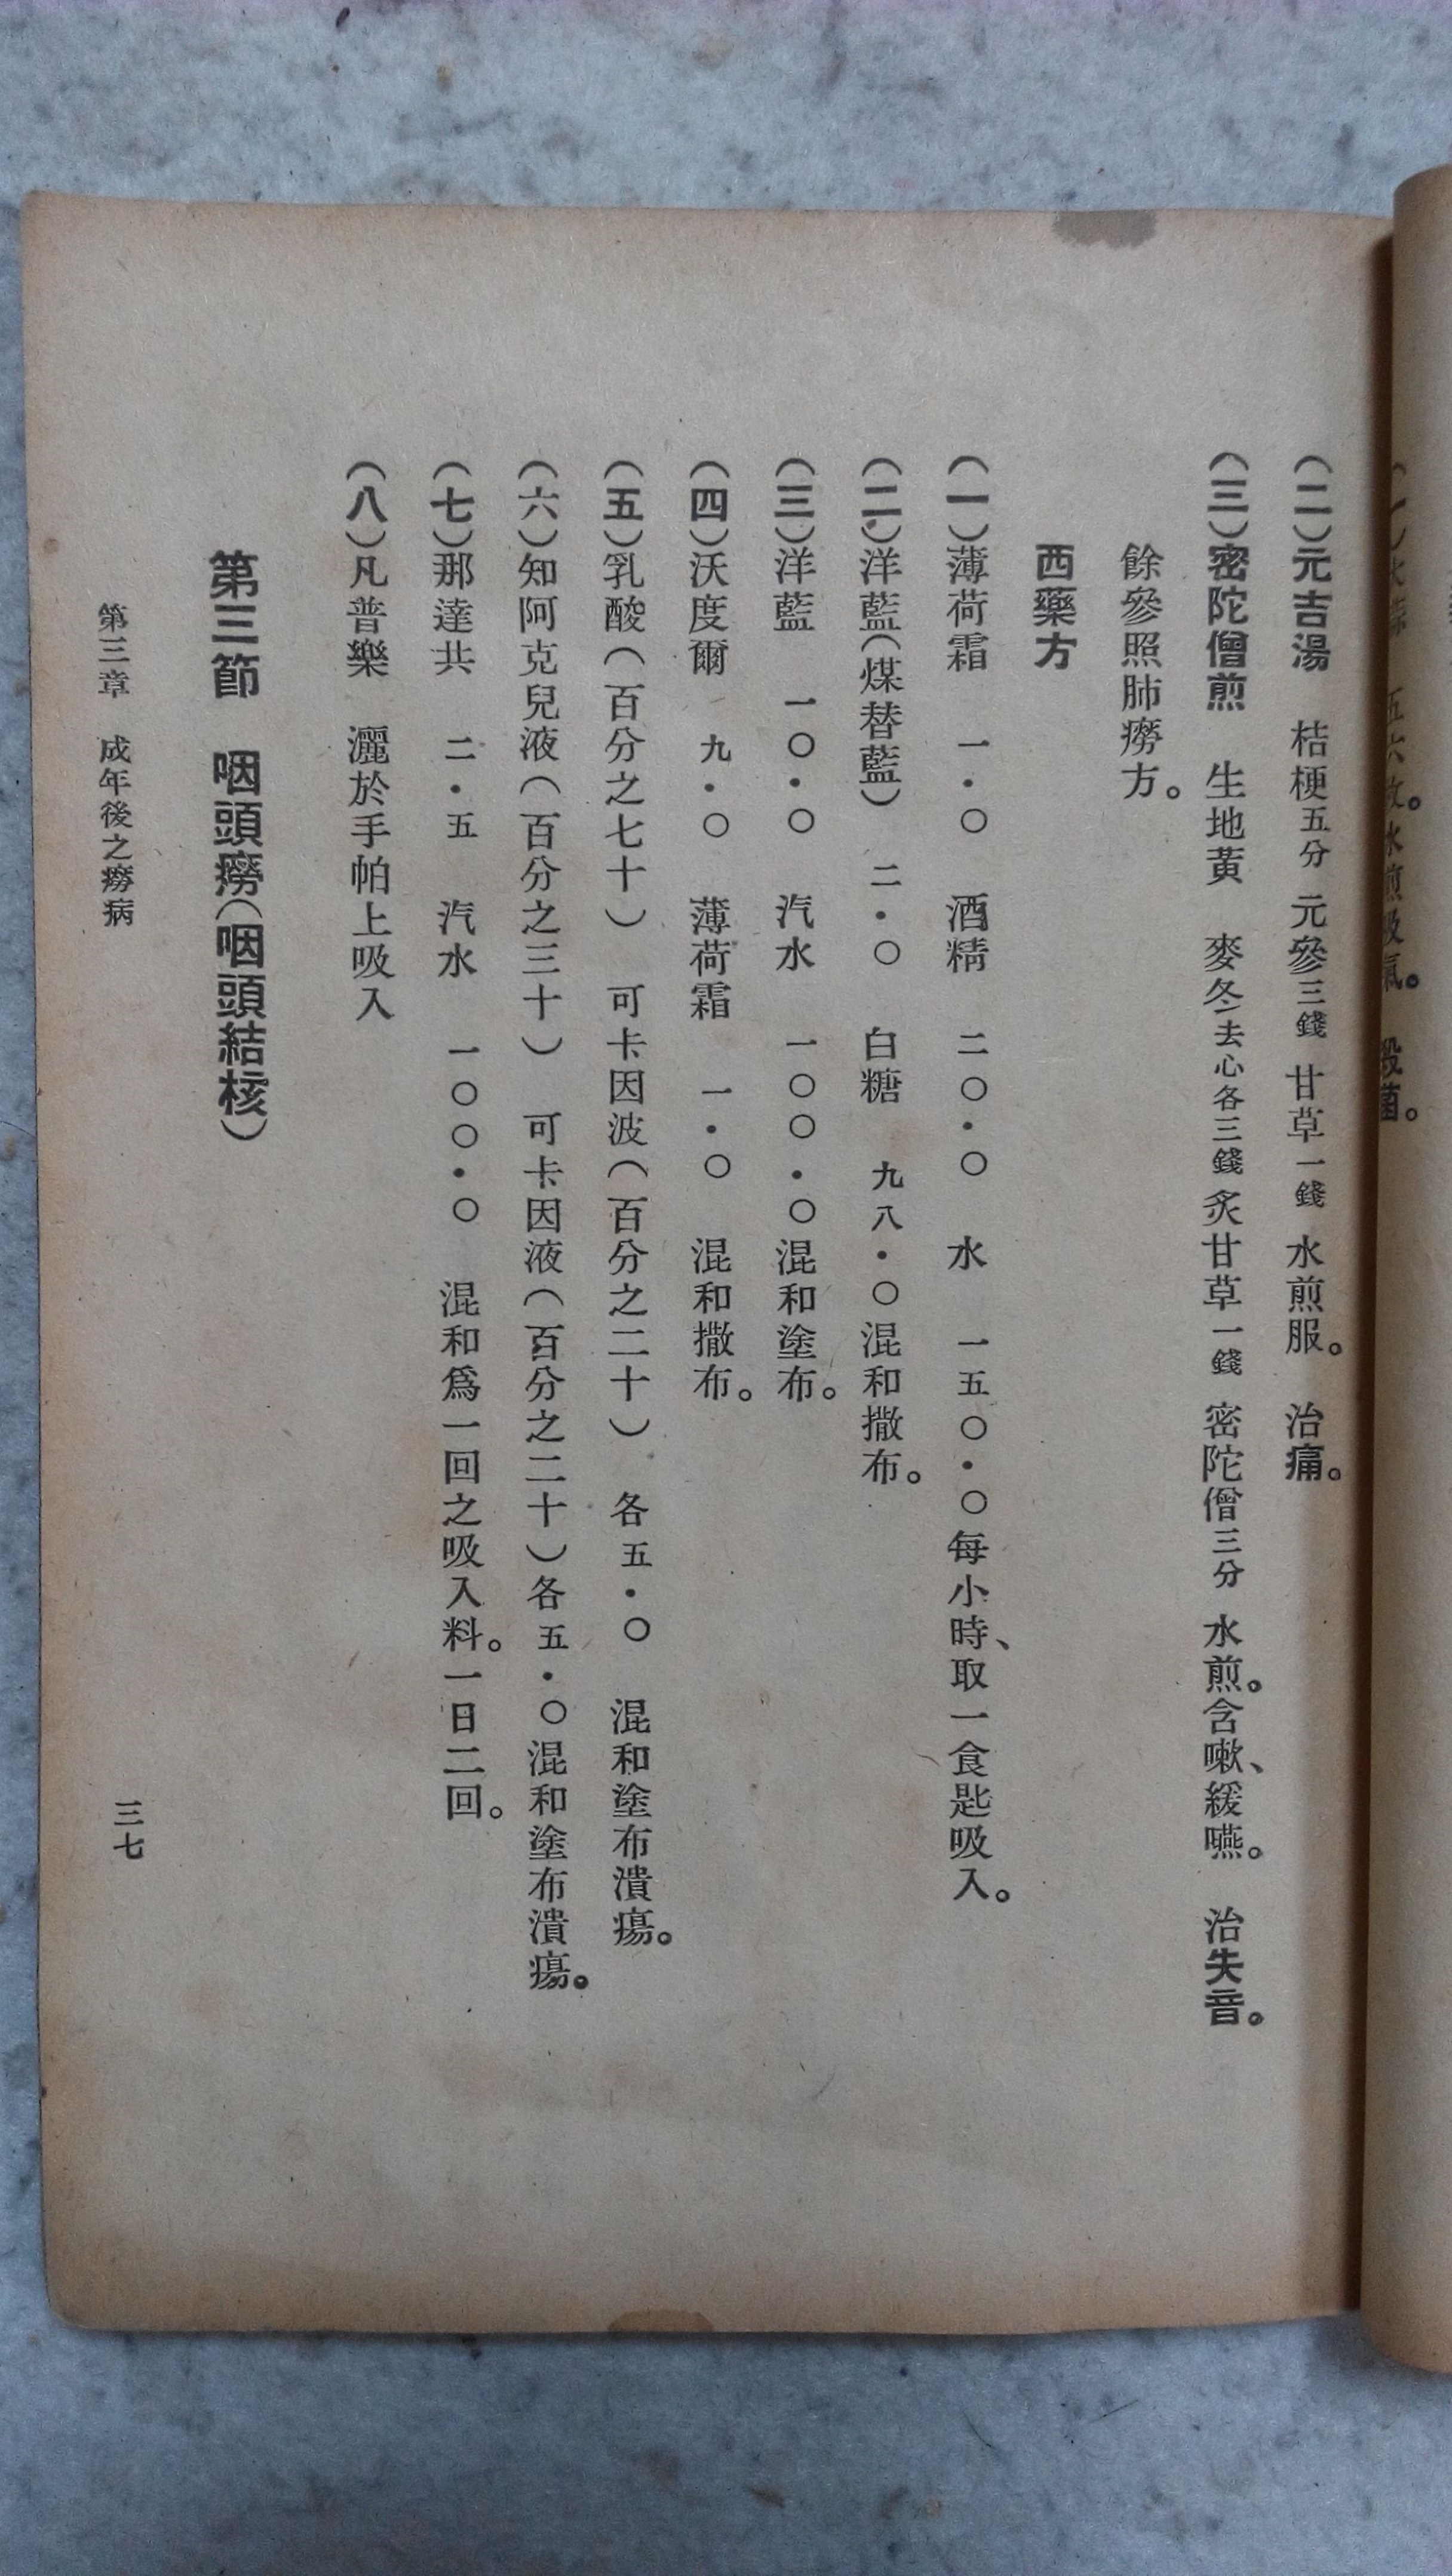 (二)元吉湯　桔梗五分　元參三錢　甘草一錢　水煎服。　治痛。
(三)密陀僧煎　生地黃　麥冬去心各三錢　炙甘草一錢　密陀僧三分　水煎。含嗽、緩嚥。　治失音。
餘參照肺癆方。
西藥方
(一)薄荷霜　一・〇　酒精　二〇・〇　水　一五〇・〇每小時、取一食匙吸入。
(二)洋藍(煤替藍)　二・〇　白糖　九八・〇混和撒布。
(三)洋藍　一〇・〇　汽水　一〇〇・〇混和塗布。
(四)沃度爾　九・〇　薄荷霜　一・〇　混和撒布。
(五)乳酸(百分之七十)　可卡因波(百分之二十)　各五・〇　混和塗布潰瘍。
(六)知阿克兒液(百分之三十)　可卡因液(百分之二十)各五・〇混和塗布潰瘍。
(七)那達共　二・五　汽水　一〇〇・〇　混和爲一回之吸入料。一日二回。
(八)凡普樂　灑於手帕上吸入
第三節　咽頭癆(咽頭結核)
第三章　成年後之癆病　三七